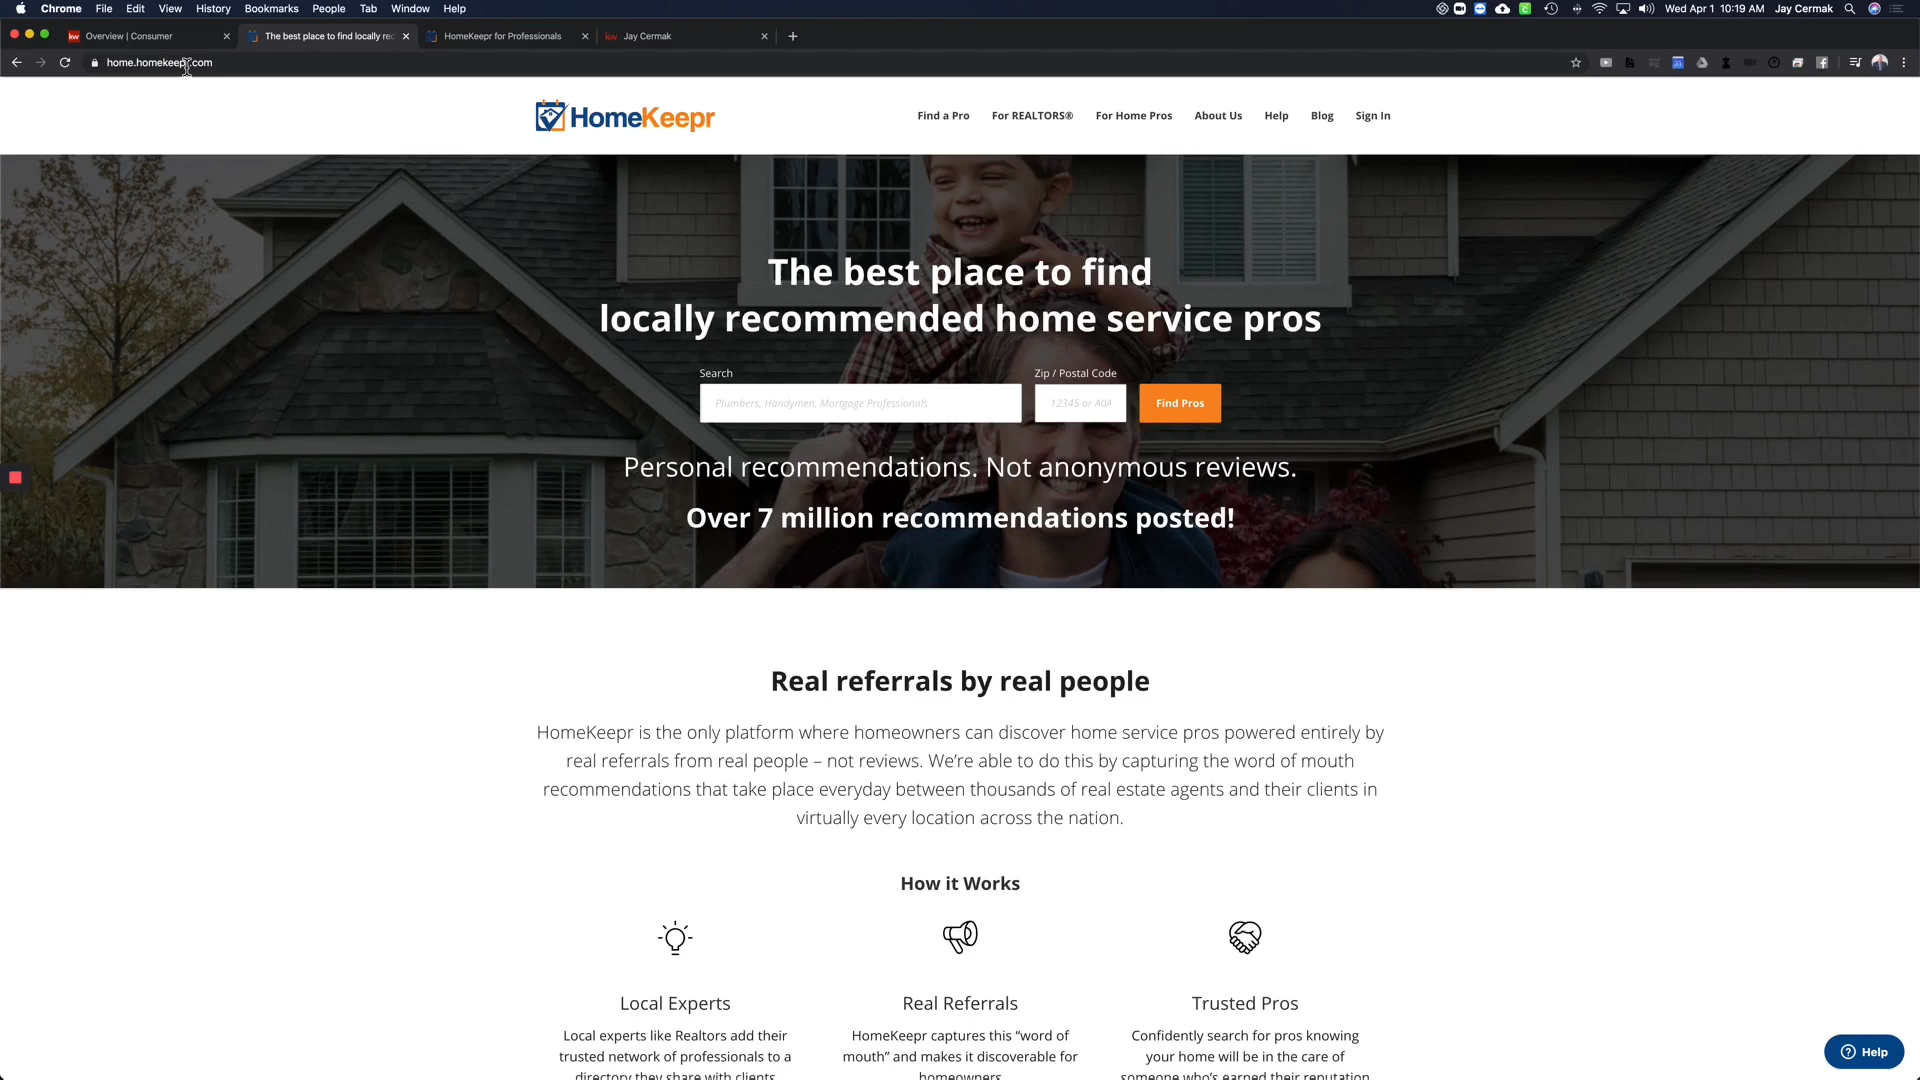 Chrome File Edit View History Bookmarks People Tab Window Help
Wed Apr 1 10:19 AM Jay Cermak
Overview | Consumer
The best place to find locally rec
HomeKeepr for Professionals
Jay Cermak
home.homekeepr.com
HomeKeepr
Find a Pro For REALTORS® For Home Pros About Us Help Blog Sign In
The best place to find
locally recommended home service pros
Search Zip / Postal Code
Plumbers, Handymen, Mortgage Professionals 12345 or A0A Find Pros
Personal recommendations. Not anonymous reviews.
Over 7 million recommendations posted!
Real referrals by real people
HomeKeepr is the only platform where homeowners can discover home service pros powered entirely by
real referrals from real people – not reviews. We’re able to do this by capturing the word of mouth
recommendations that take place everyday between thousands of real estate agents and their clients in
virtually every location across the nation.
How it Works
Local Experts
Local experts like Realtors add their
trusted network of professionals to a
directory they share with clients
Real Referrals
HomeKeepr captures this “word of
mouth” and makes it discoverable for
homeowners
Trusted Pros
Confidently search for pros knowing
your home will be in the care of
someone who’s earned their reputation
Help